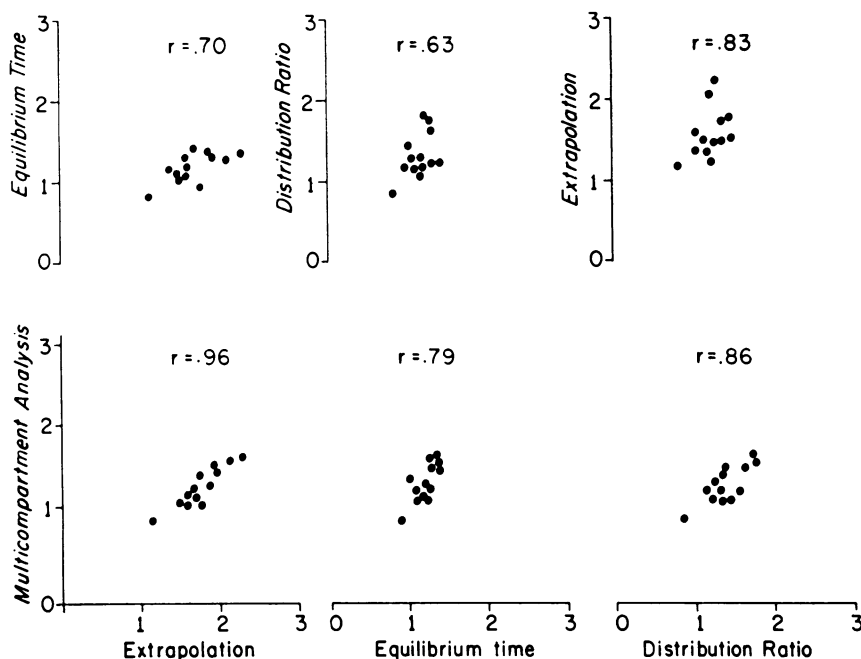 3
2
1
0
Equilibrium Time
r = .70
3
2
1
0
Distribution Ratio
r = .63
3
2
1
0
Extrapolation
r = .83
3
2
1
0
Multicompartment Analysis
r = .96
r = .79
r = .86
1 2 3
Extrapolation
0 1 2 3
Equilibrium time
0 1 2 3
Distribution Ratio